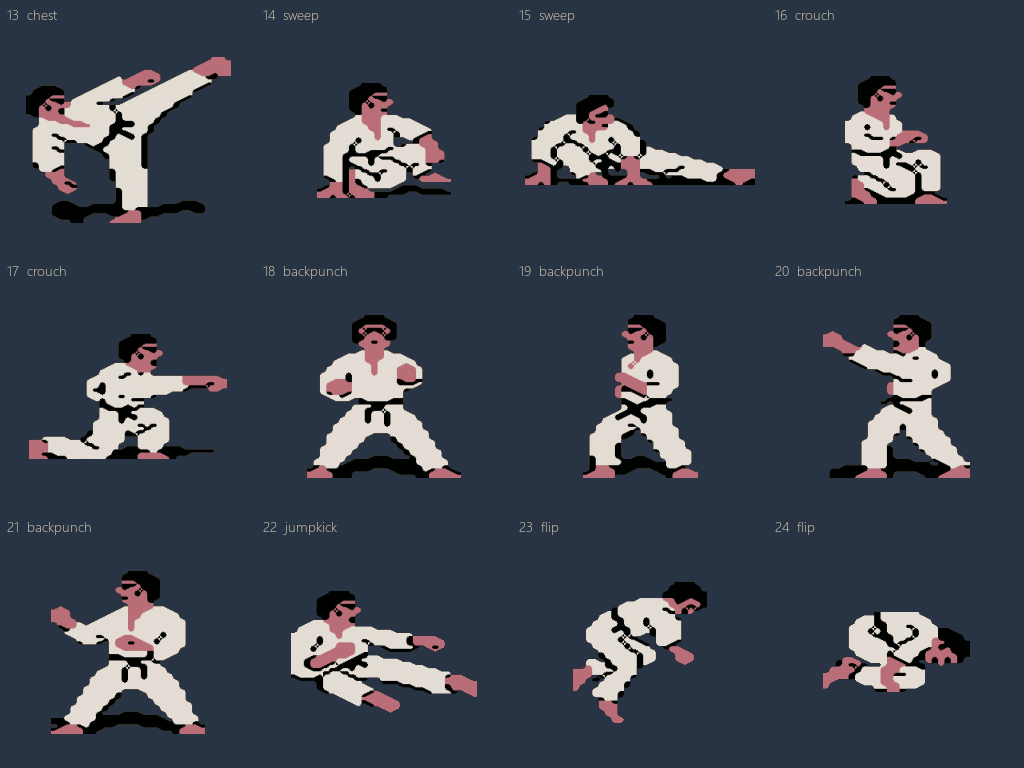 13 chest
14 sweep
15 sweep
16 crouch
17 crouch
18 backpunch
19 backpunch
20 backpunch
21 backpunch
22 jumpkick
23 flip
24 flip